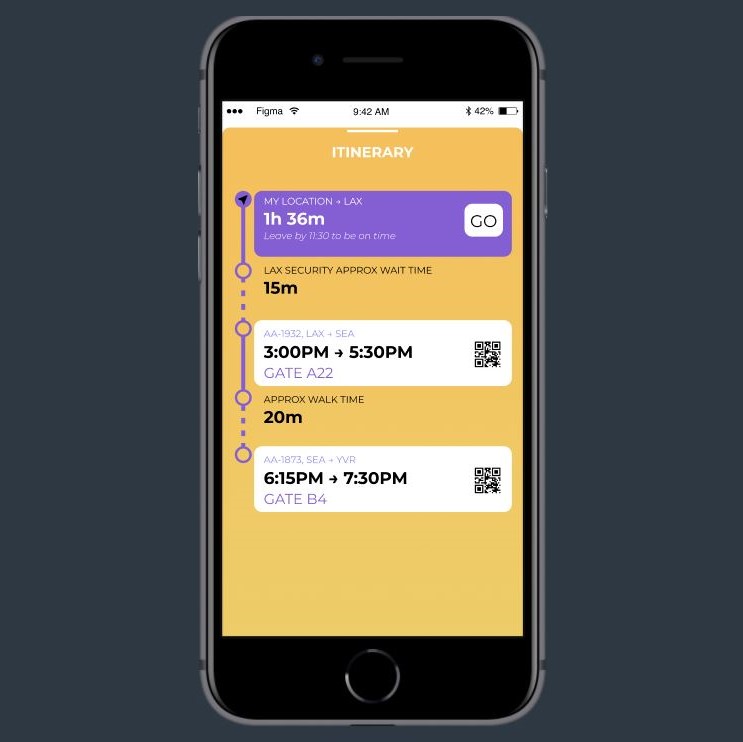 Figma 9:42 AM 42%
ITINERARY
MY LOCATION → LAX
1h 36m
Leave by 11:30 to be on time
GO
LAX SECURITY APPROX WAIT TIME
15m
AA-1932, LAX → SEA
3:00PM → 5:30PM
GATE A22
APPROX WALK TIME
20m
AA-1873, SEA → YVR
6:15PM → 7:30PM
GATE B4